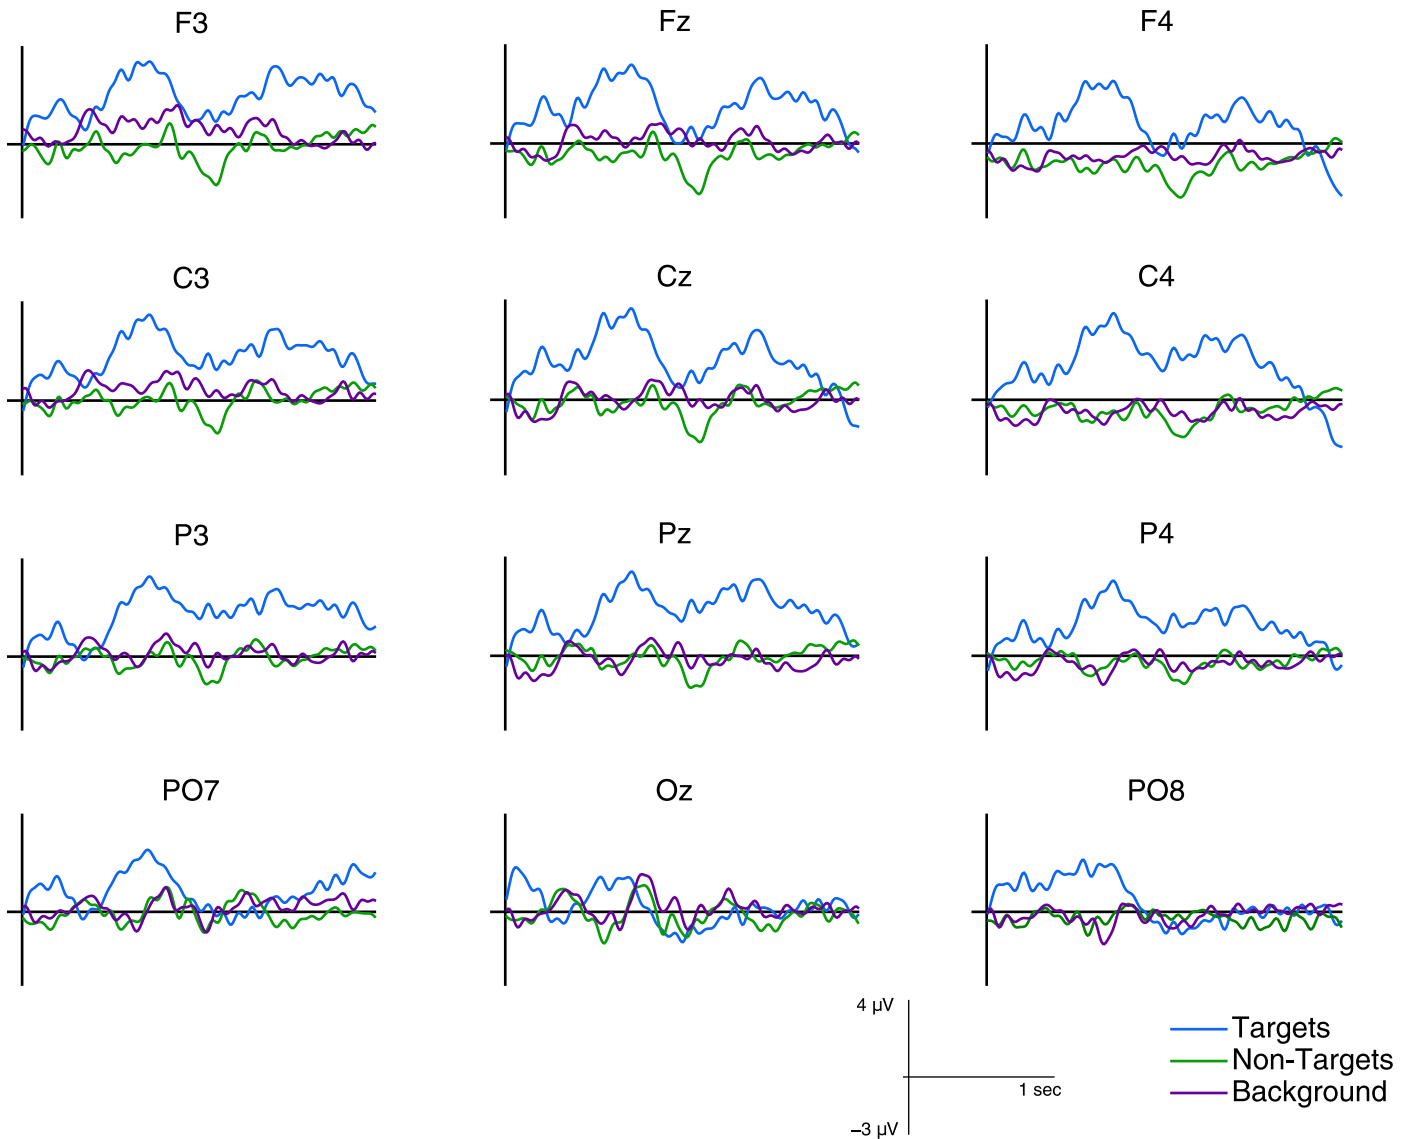 F3
Fz
F4
C3
Cz
C4
P3
Pz
P4
PO7
Oz
PO8
4 µV
1 sec
–3 µV
Targets
Non-Targets
Background